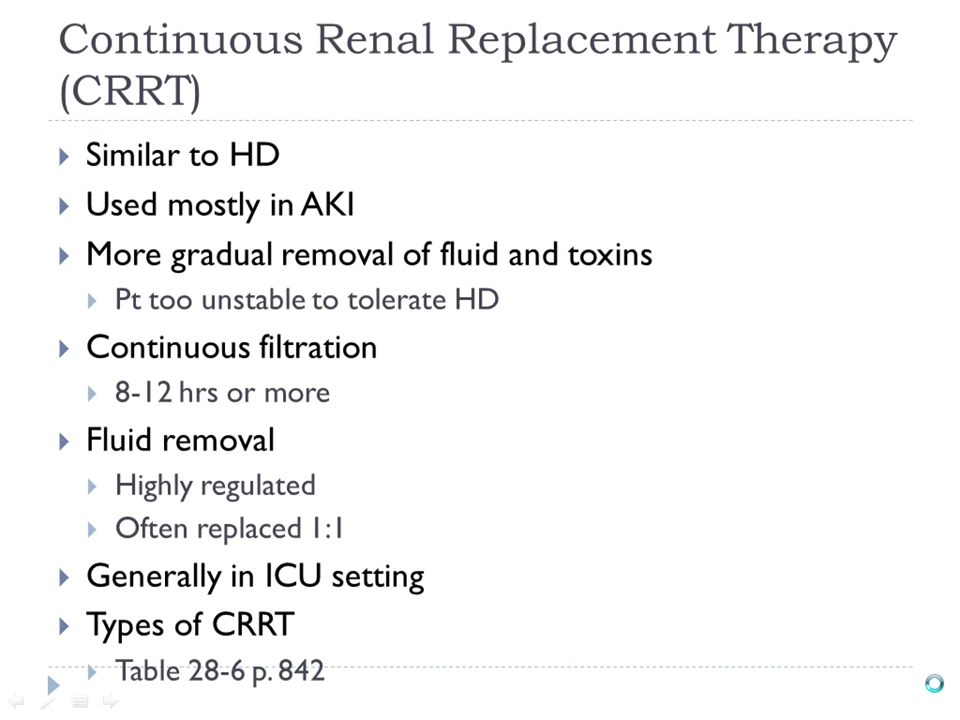 Continuous Renal Replacement Therapy
(CRRT)
Similar to HD
Used mostly in AKI
More gradual removal of fluid and toxins
Pt too unstable to tolerate HD
Continuous filtration
8-12 hrs or more
Fluid removal
Highly regulated
Often replaced 1:1
Generally in ICU setting
Types of CRRT
Table 28-6 p. 842